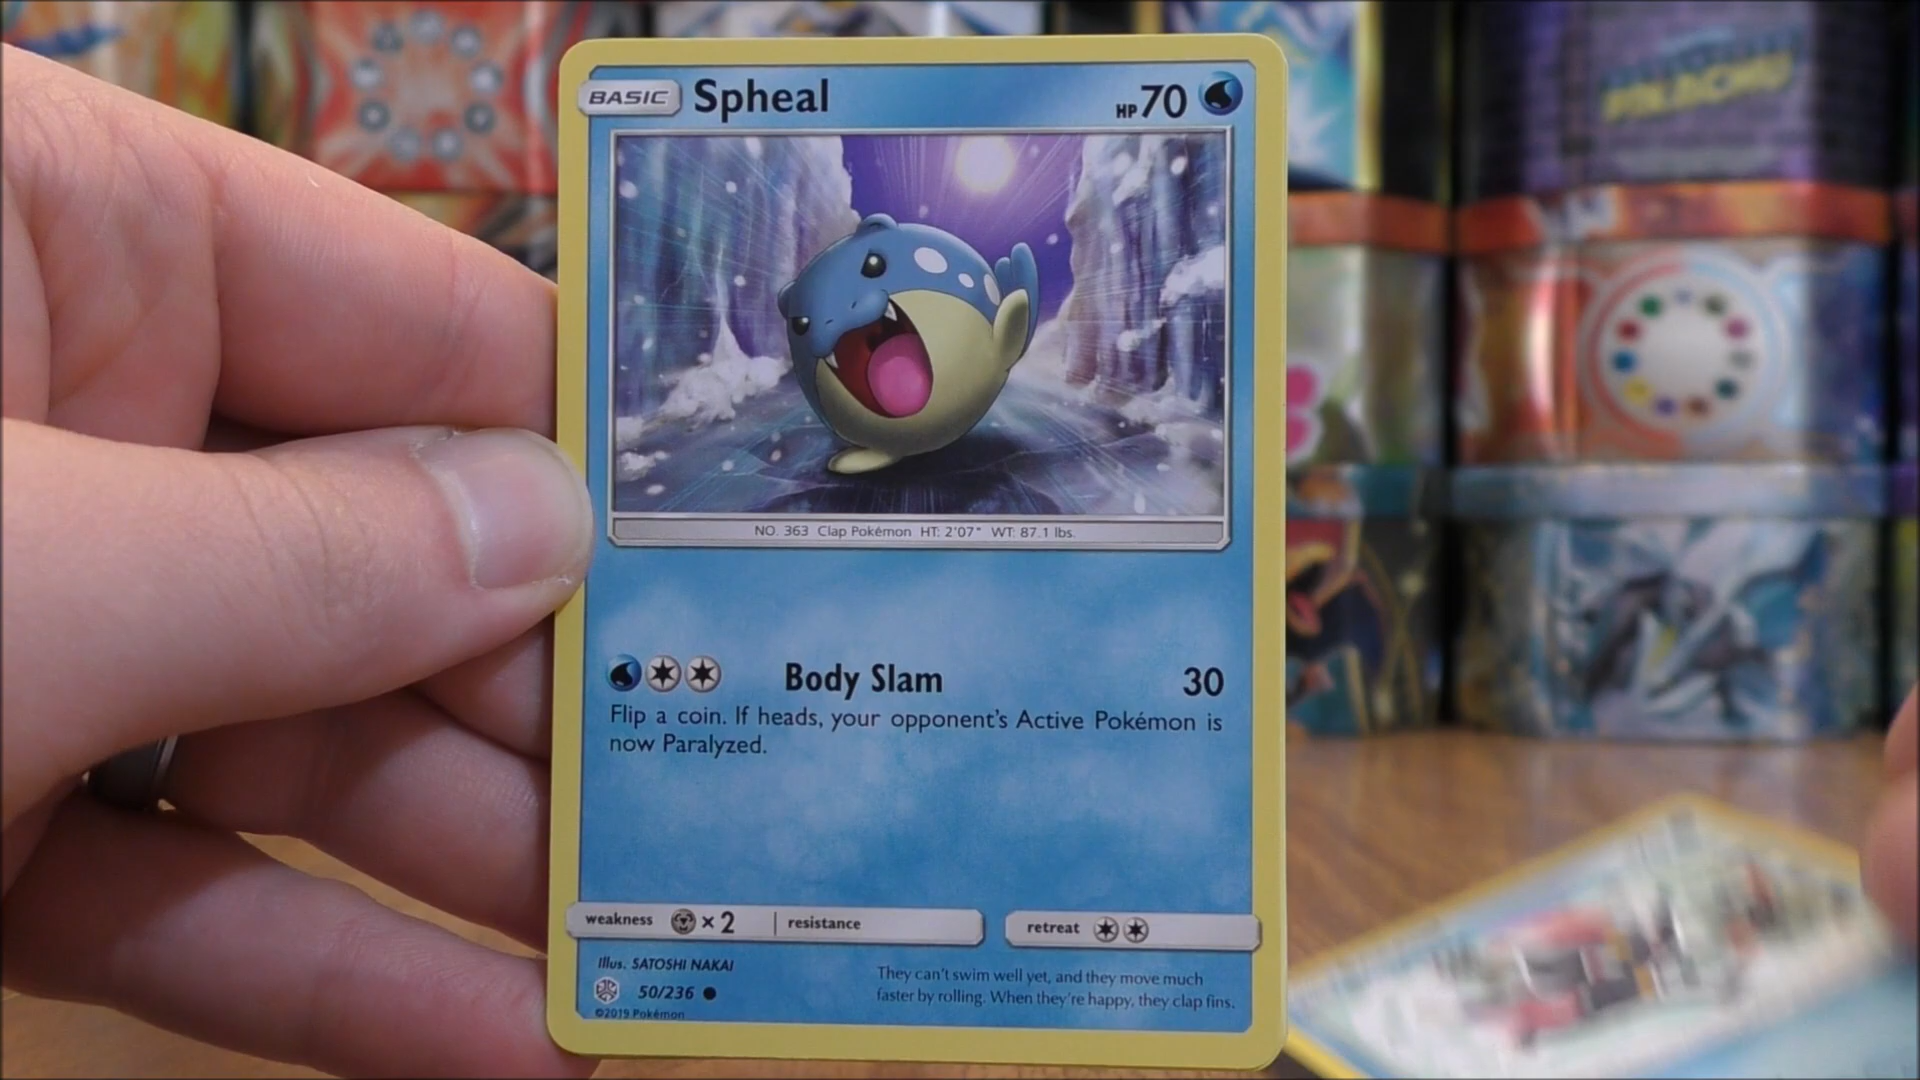 BASIC Spheal HP 70
NO. 363 Clap Pokémon HT: 2'07" WT: 87.1 lbs.
Body Slam 30
Flip a coin. If heads, your opponent's Active Pokémon is
now Paralyzed.
weakness × 2 resistance retreat
Illus. SATOSHI NAKAI
50/236
©2019 Pokémon
They can't swim well yet, and they move much
faster by rolling. When they're happy, they clap fins.
PIKACHU